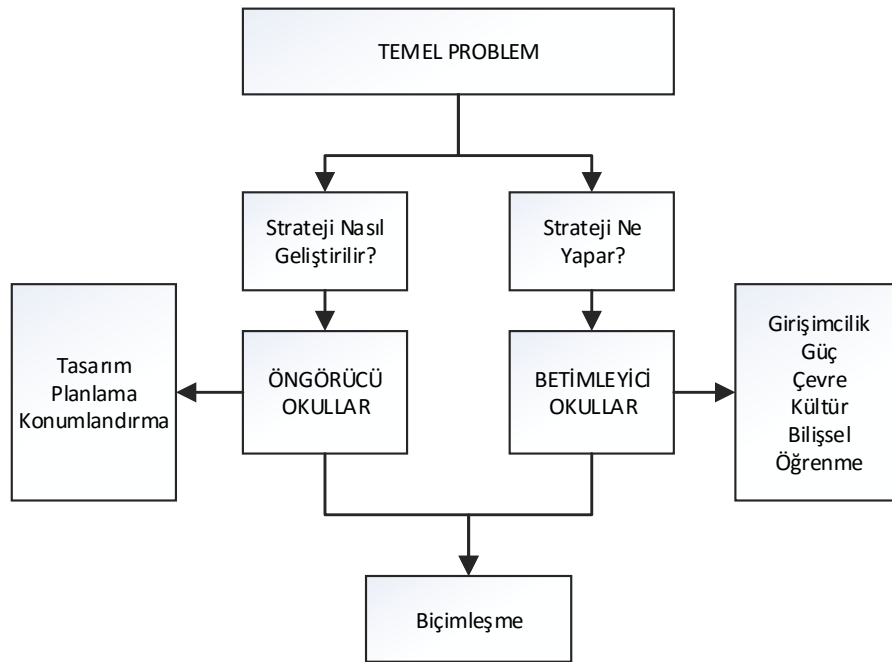 TEMEL PROBLEM
Strateji Nasıl
Geliştirilir?
Strateji Ne
Yapar?
Tasarım
Planlama
Konumlandırma
ÖNGÖRÜCÜ
OKULLAR
BETİMLEYİCİ
OKULLAR
Girişimcilik
Güç
Çevre
Kültür
Bilişsel
Öğrenme
Biçimleşme